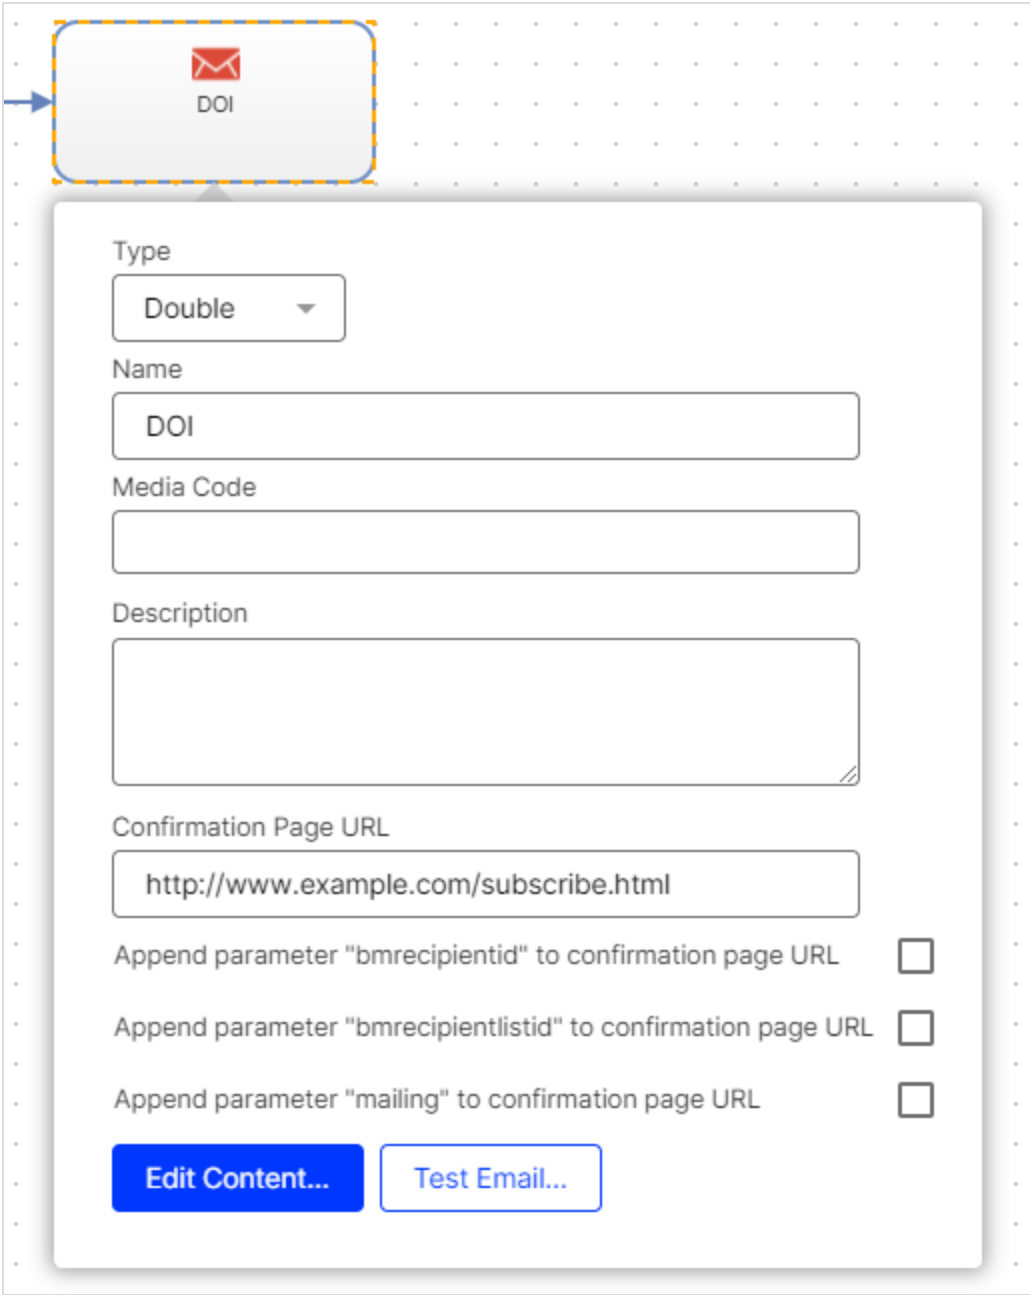 DOI
Type
Double
Name
DOI
Media Code
Description
Confirmation Page URL
http://www.example.com/subscribe.html
Append parameter "bmrecipientid" to confirmation page URL
Append parameter "bmrecipientlistid" to confirmation page URL
Append parameter "mailing" to confirmation page URL
Edit Content... Test Email...